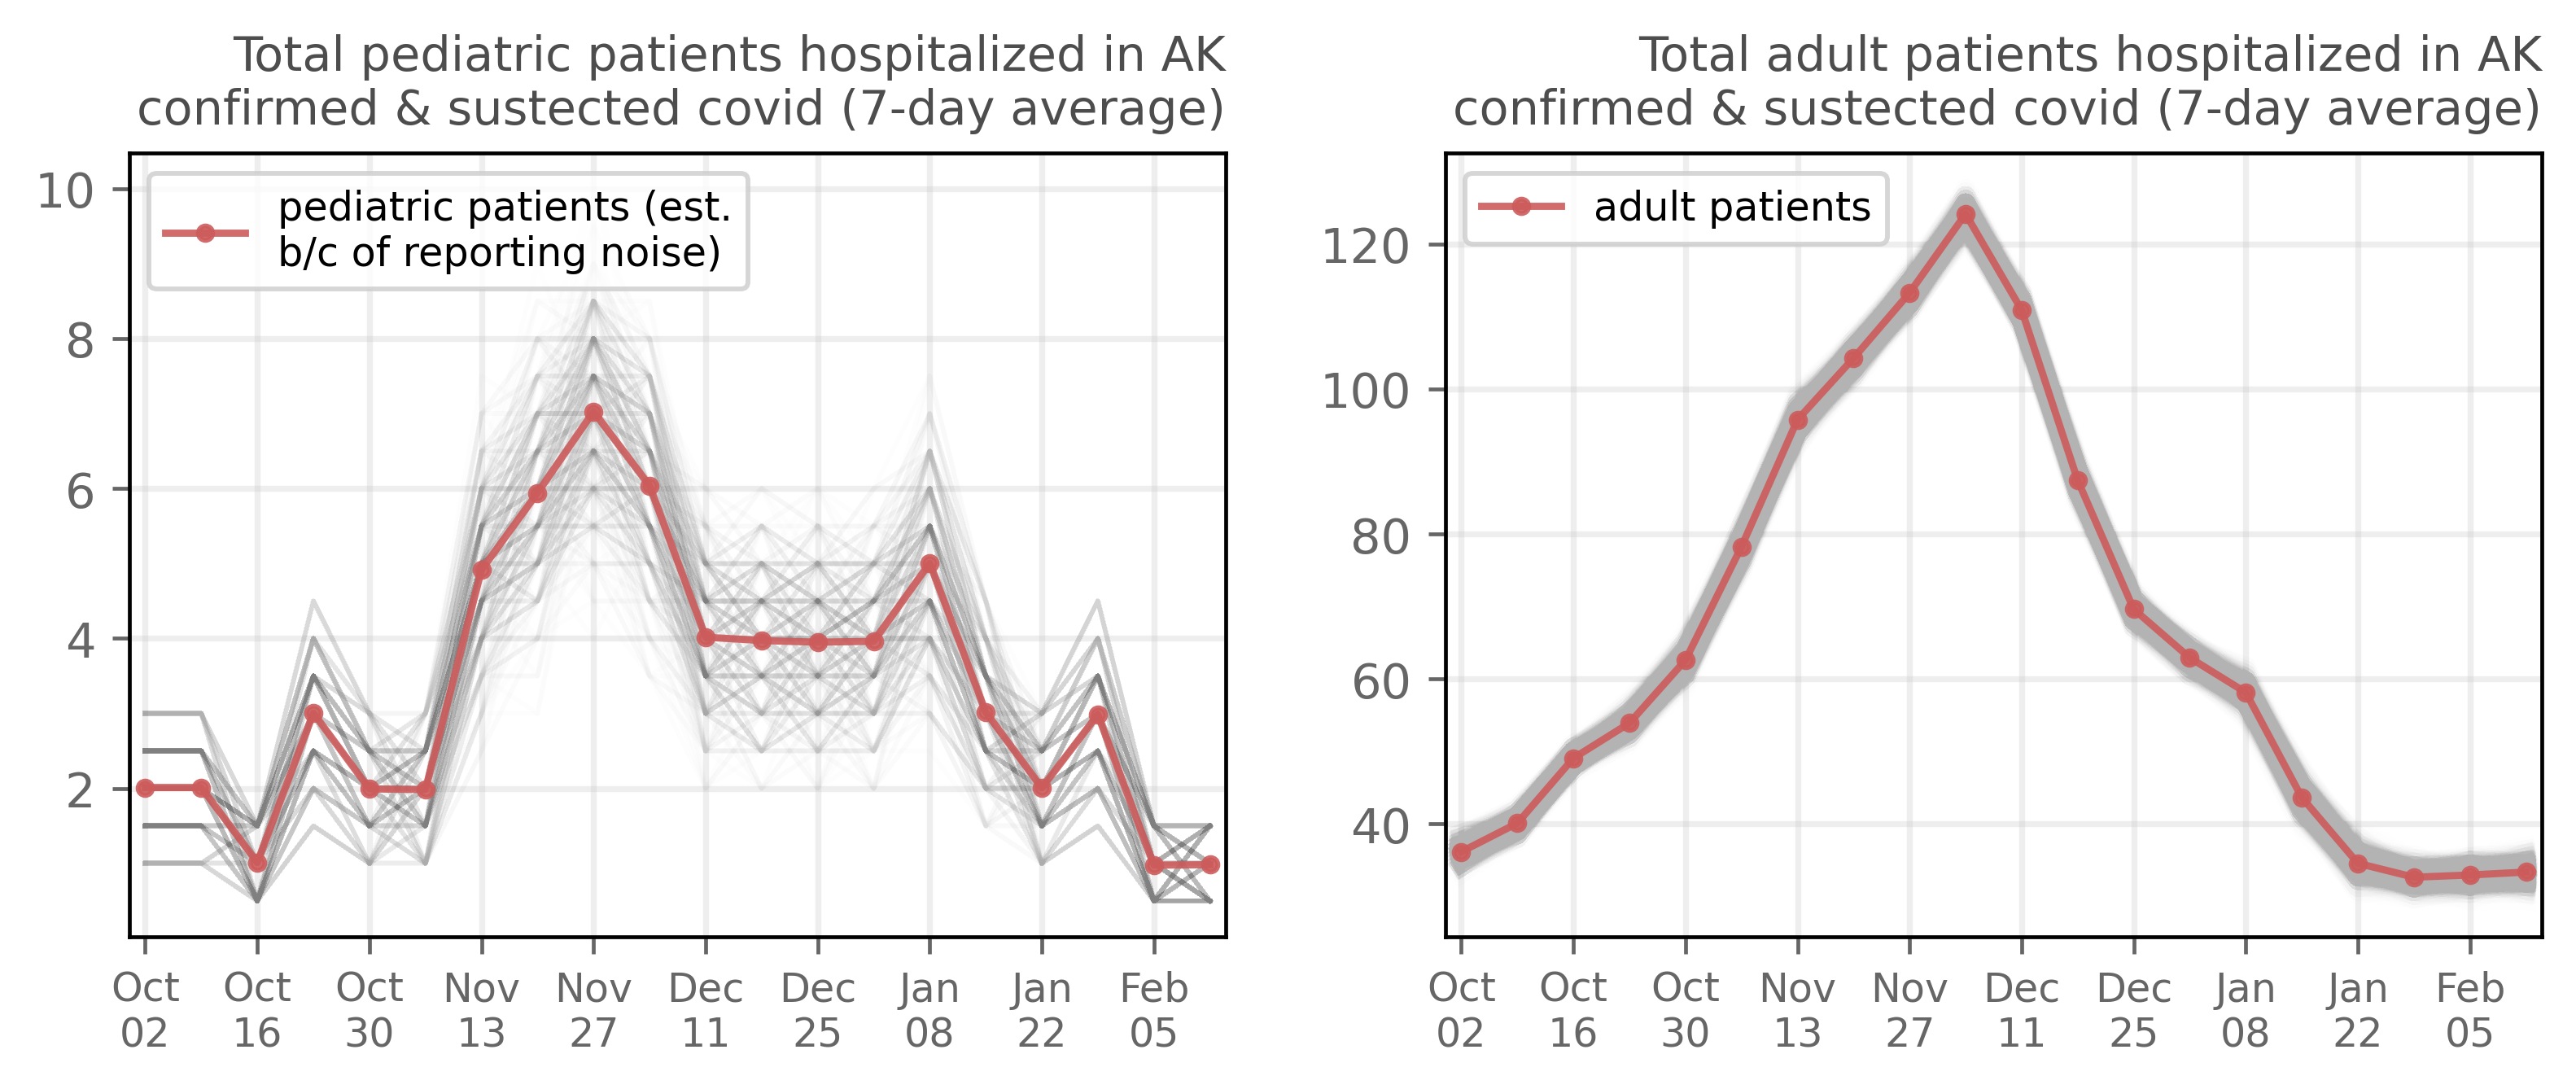 Total pediatric patients hospitalized in AK
confirmed & sustected covid (7-day average)
pediatric patients (est.
b/c of reporting noise)
10
8
6
4
2
Oct Oct Oct Nov Nov Dec Dec Jan Jan Feb
02 16 30 13 27 11 25 08 22 05
Total adult patients hospitalized in AK
confirmed & sustected covid (7-day average)
adult patients
120
100
80
60
40
Oct Oct Oct Nov Nov Dec Dec Jan Jan Feb
02 16 30 13 27 11 25 08 22 05